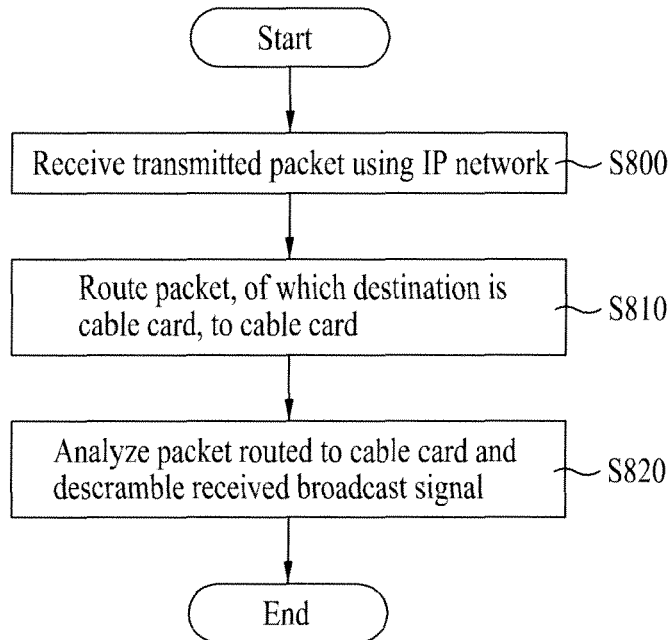 Start
Receive transmitted packet using IP network
S800
Route packet, of which destination is
cable card, to cable card
S810
Analyze packet routed to cable card and
descramble received broadcast signal
S820
End